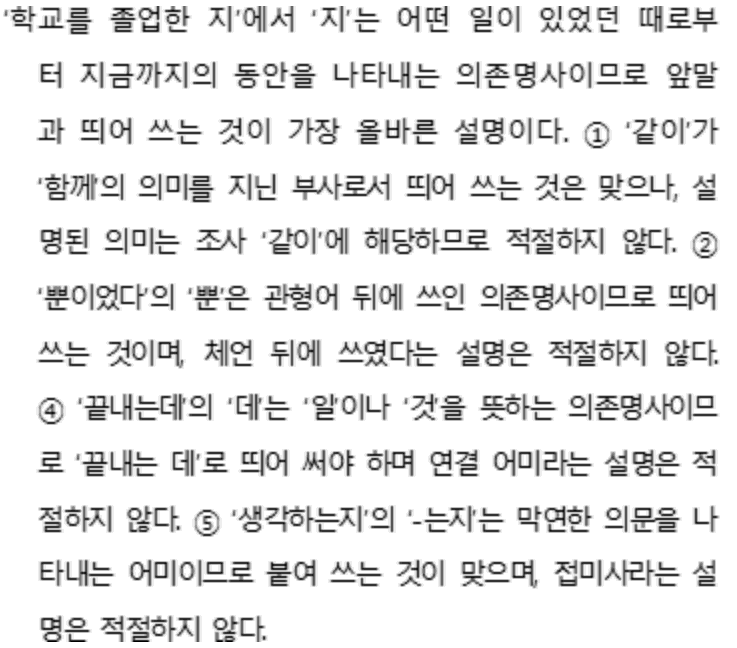 ‘학교를 졸업한 지’에서 ‘지’는 어떤 일이 있었던 때로부
터 지금까지의 동안을 나타내는 의존명사이므로 앞말
과 띄어 쓰는 것이 가장 올바른 설명이다. ① ‘같이’가
‘함께’의 의미를 지닌 부사로서 띄어 쓰는 것은 맞으나, 설
명된 의미는 조사 ‘같이’에 해당하므로 적절하지 않다. ②
‘뿐이었다’의 ‘뿐’은 관형어 뒤에 쓰인 의존명사이므로 띄어
쓰는 것이며, 체언 뒤에 쓰였다는 설명은 적절하지 않다.
④ ‘끝내는데’의 ‘데’는 ‘일’이나 ‘것’을 뜻하는 의존명사이므
로 ‘끝내는 데’로 띄어 써야 하며 연결 어미라는 설명은 적
절하지 않다. ⑤ ‘생각하는지’의 ‘-는지’는 막연한 의문을 나
타내는 어미이므로 붙여 쓰는 것이 맞으며, 접미사라는 설
명은 적절하지 않다.